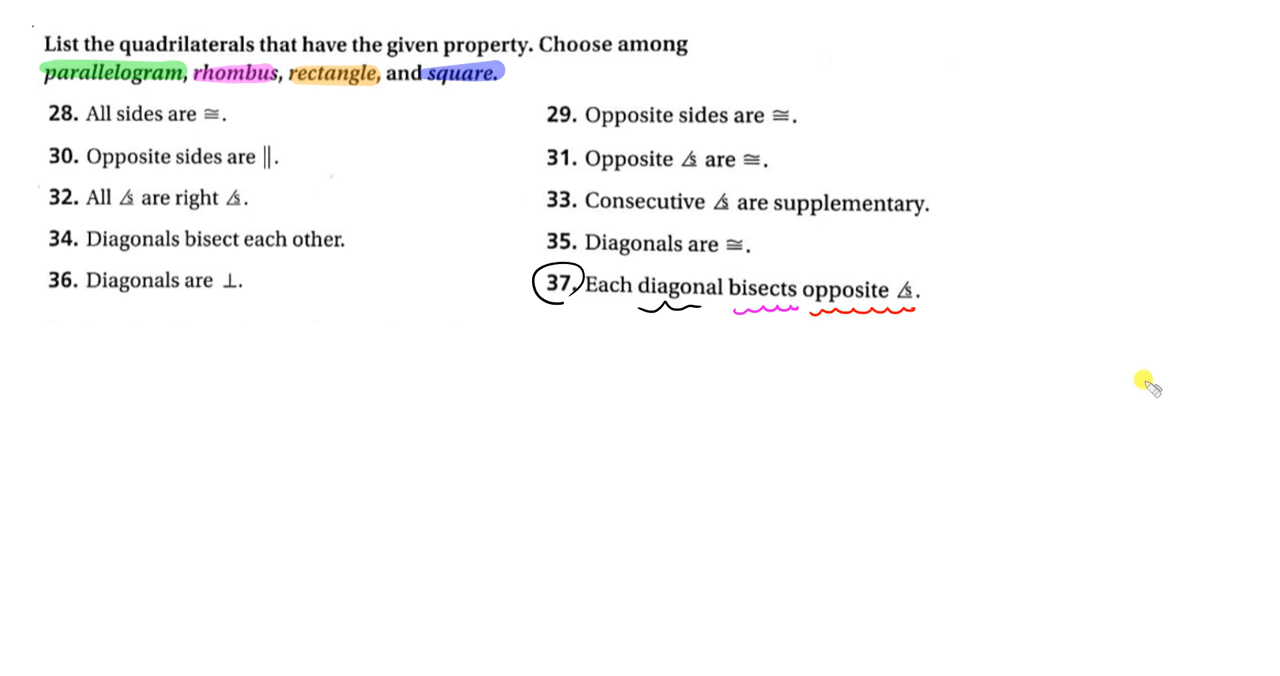 List the quadrilaterals that have the given property. Choose among
parallelogram, rhombus, rectangle, and square.
28. All sides are ≅.
29. Opposite sides are ≅.
30. Opposite sides are ∥.
31. Opposite ∠s are ≅.
32. All ∠s are right ∠s.
33. Consecutive ∠s are supplementary.
34. Diagonals bisect each other.
35. Diagonals are ≅.
36. Diagonals are ⊥.
37. Each diagonal bisects opposite ∠s.